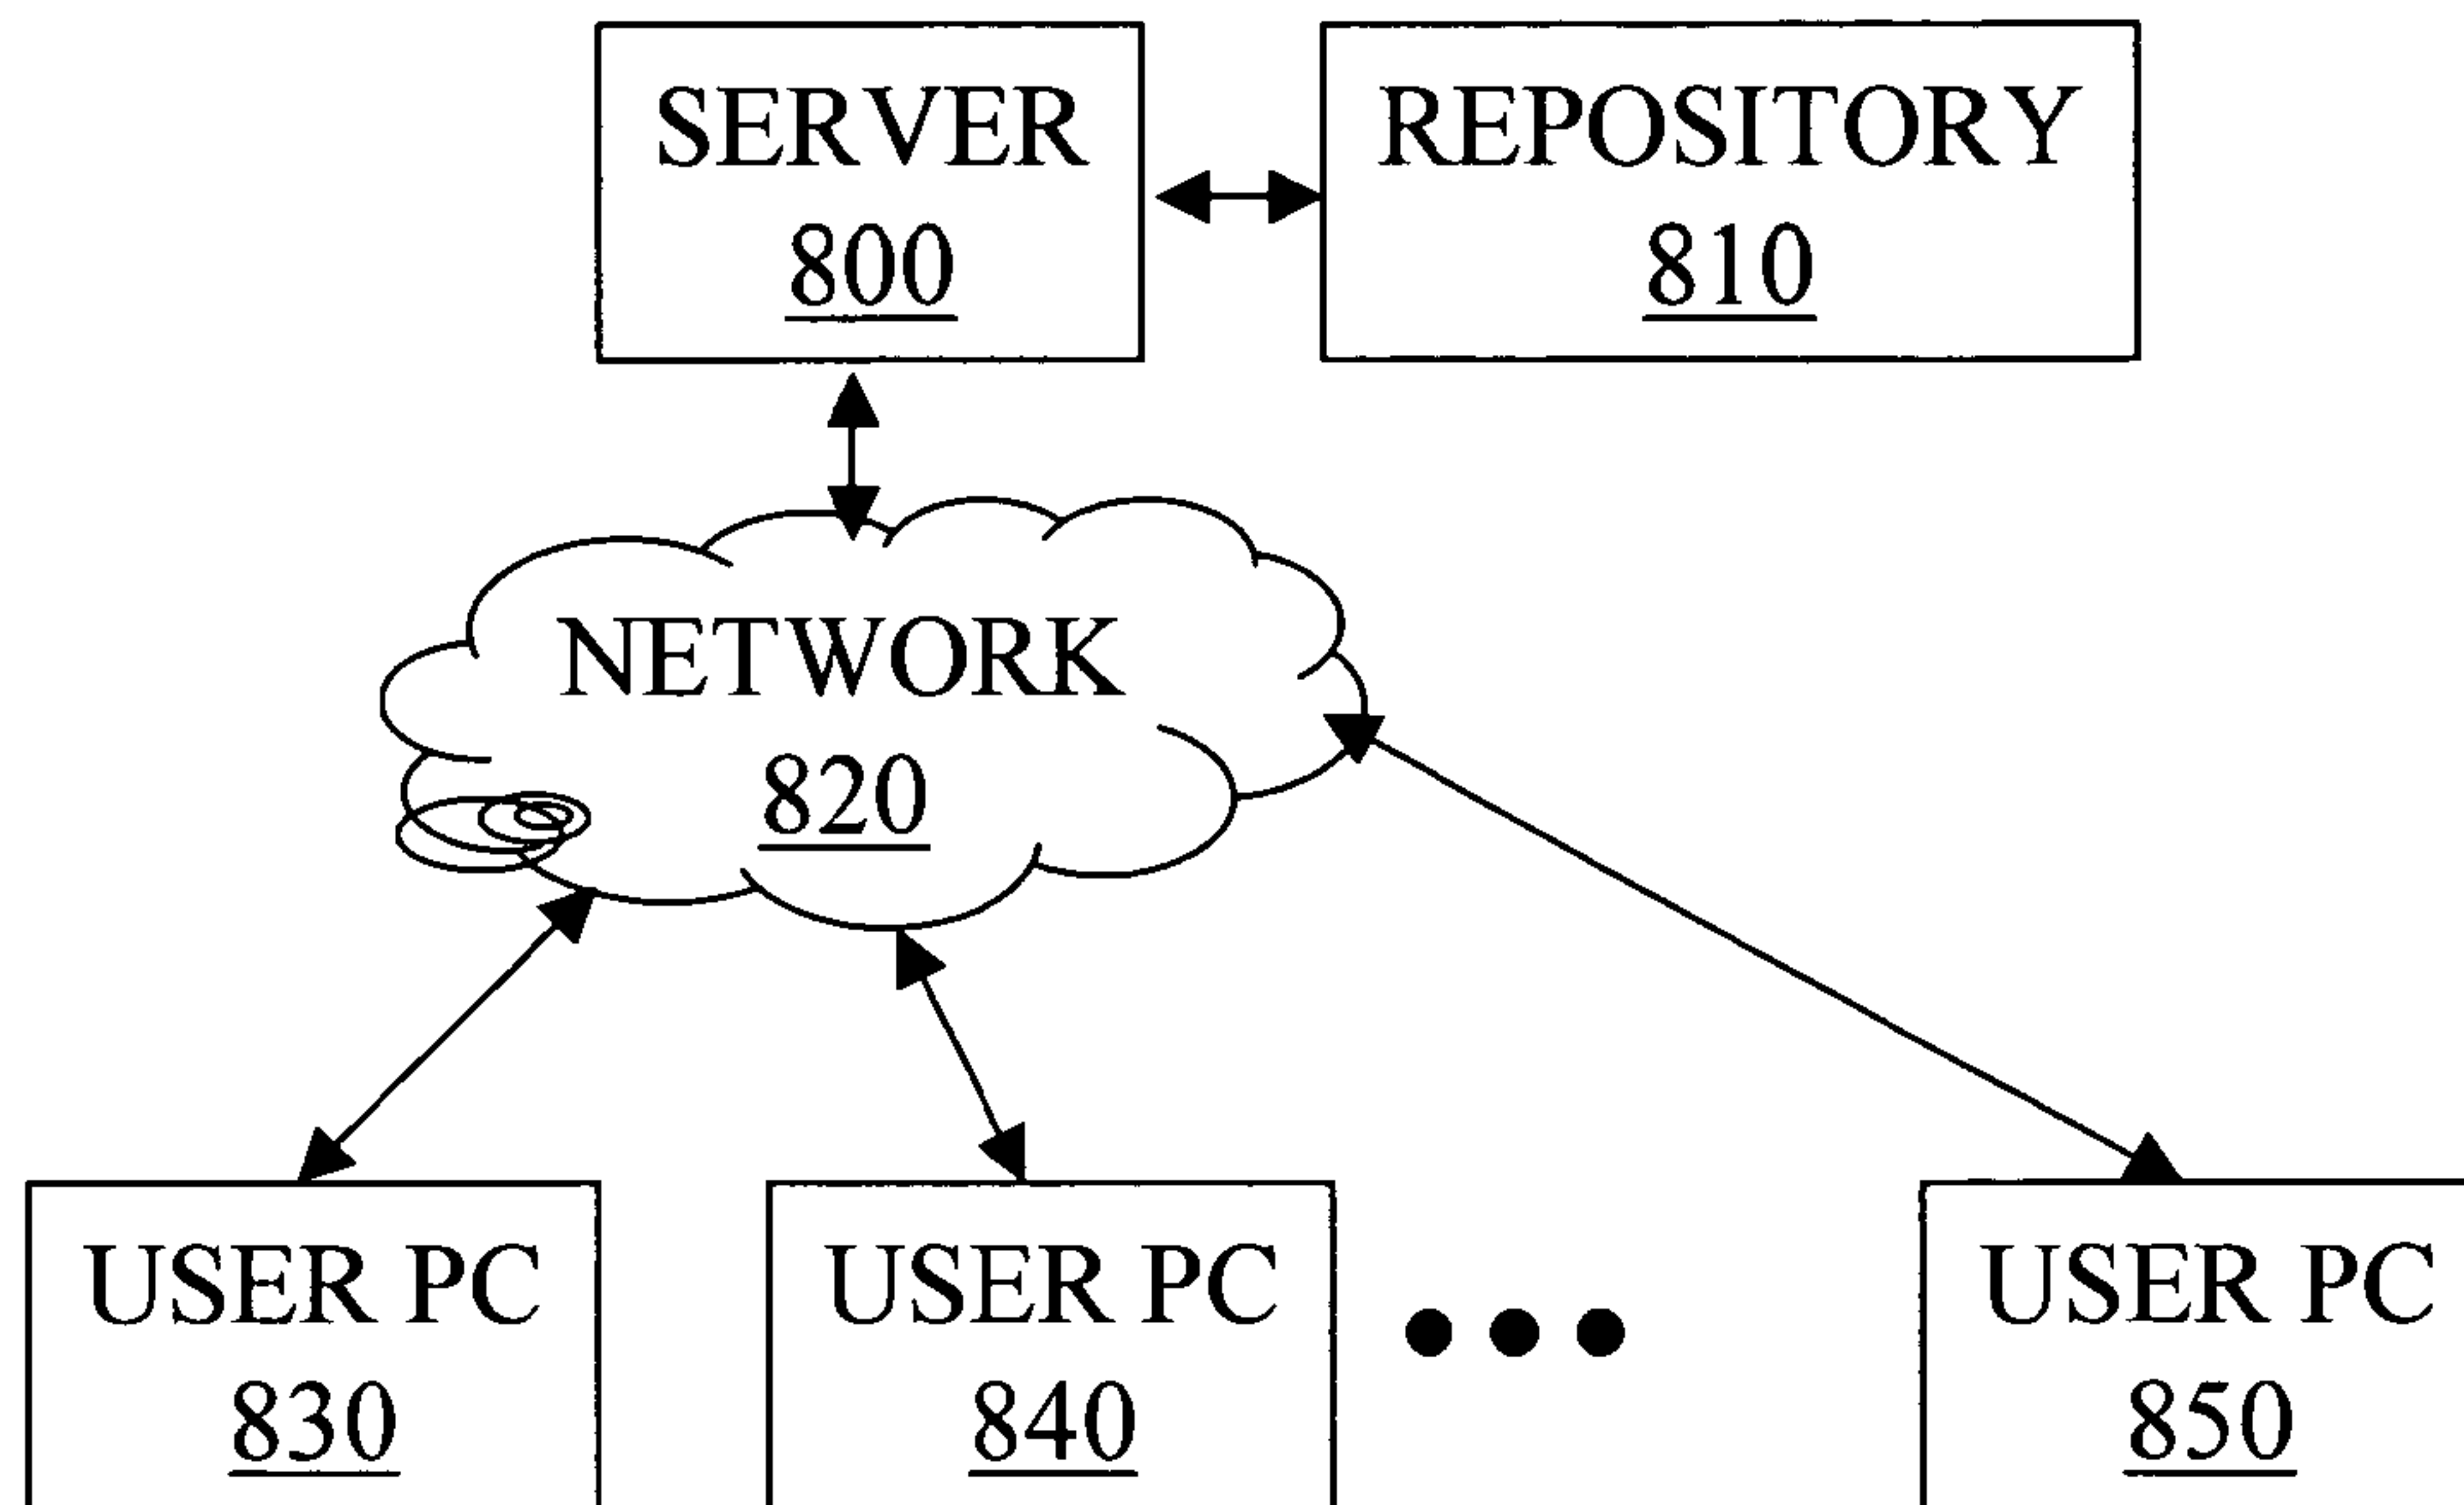 SERVER
800
REPOSITORY
810
NETWORK
820
USER PC
830
USER PC
840
USER PC
850